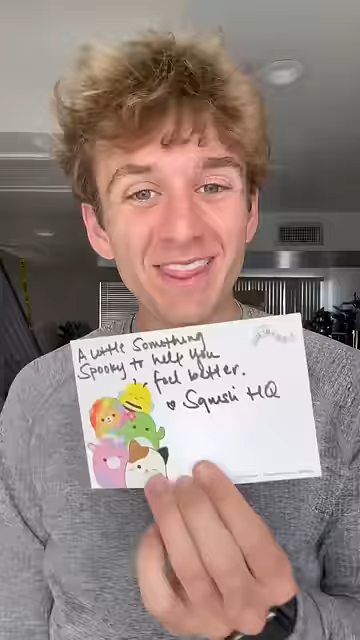 A little Something
Spooky to help you
feel better.
♥ Squish HQ